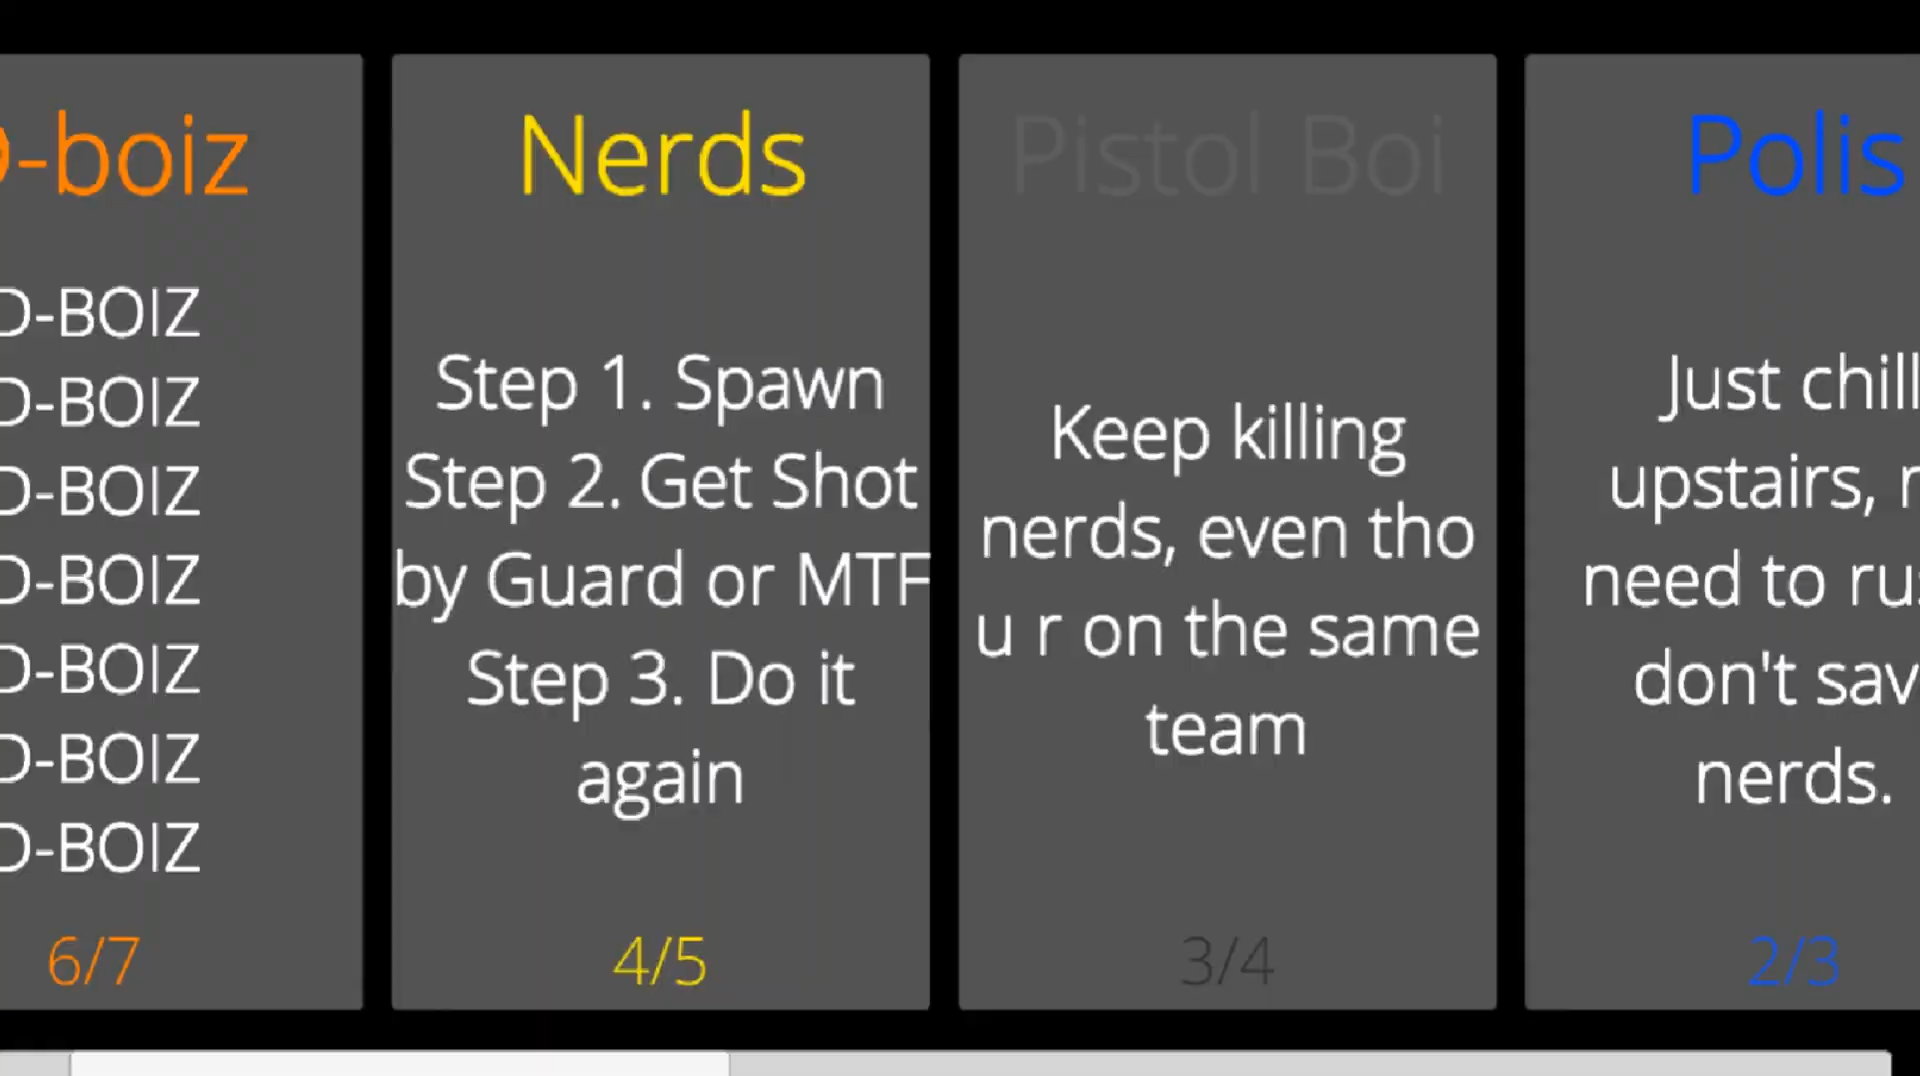 D-boiz
D-BOIZ
D-BOIZ
D-BOIZ
D-BOIZ
D-BOIZ
D-BOIZ
D-BOIZ
6/7
Nerds
Step 1. Spawn
Step 2. Get Shot
by Guard or MTF
Step 3. Do it
again
4/5
Pistol Boi
Keep killing
nerds, even tho
u r on the same
team
3/4
Polis
Just chill
upstairs,
need to
don't
nerds.
2/3